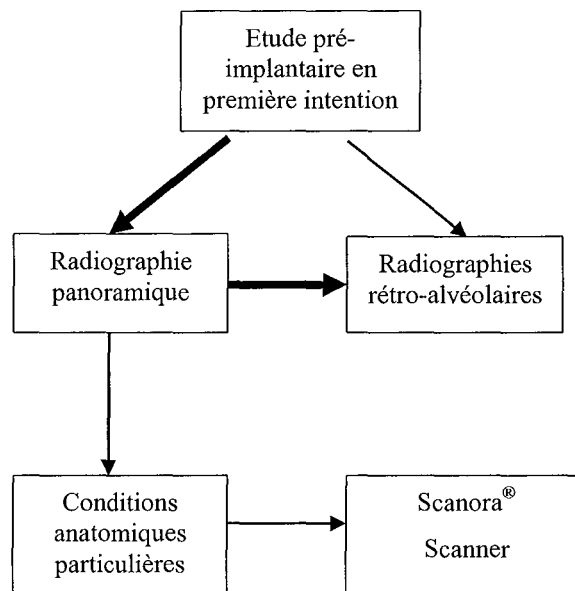 Etude pré-
implantaire en
première intention
Radiographie
panoramique
Radiographies
rétro-alvéolaires
Conditions
anatomiques
particulières
Scanora®
Scanner